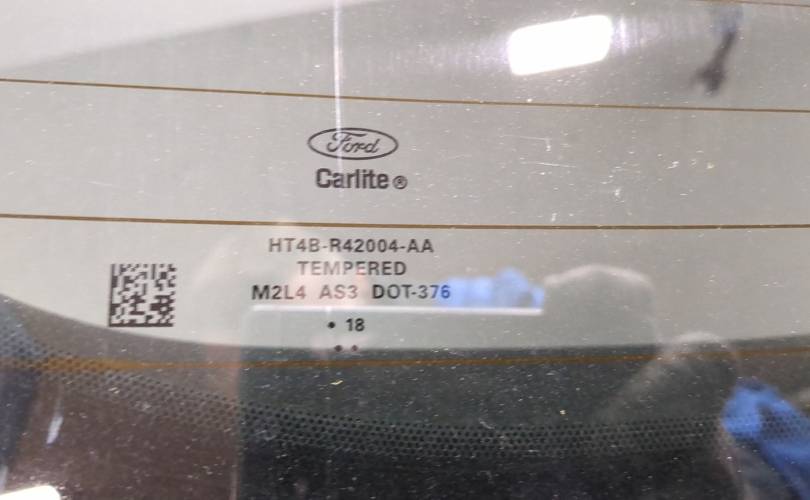 Ford
Carlite®
HT4B-R42004-AA
TEMPERED
M2L4 AS3 DOT-376
• 18
• •